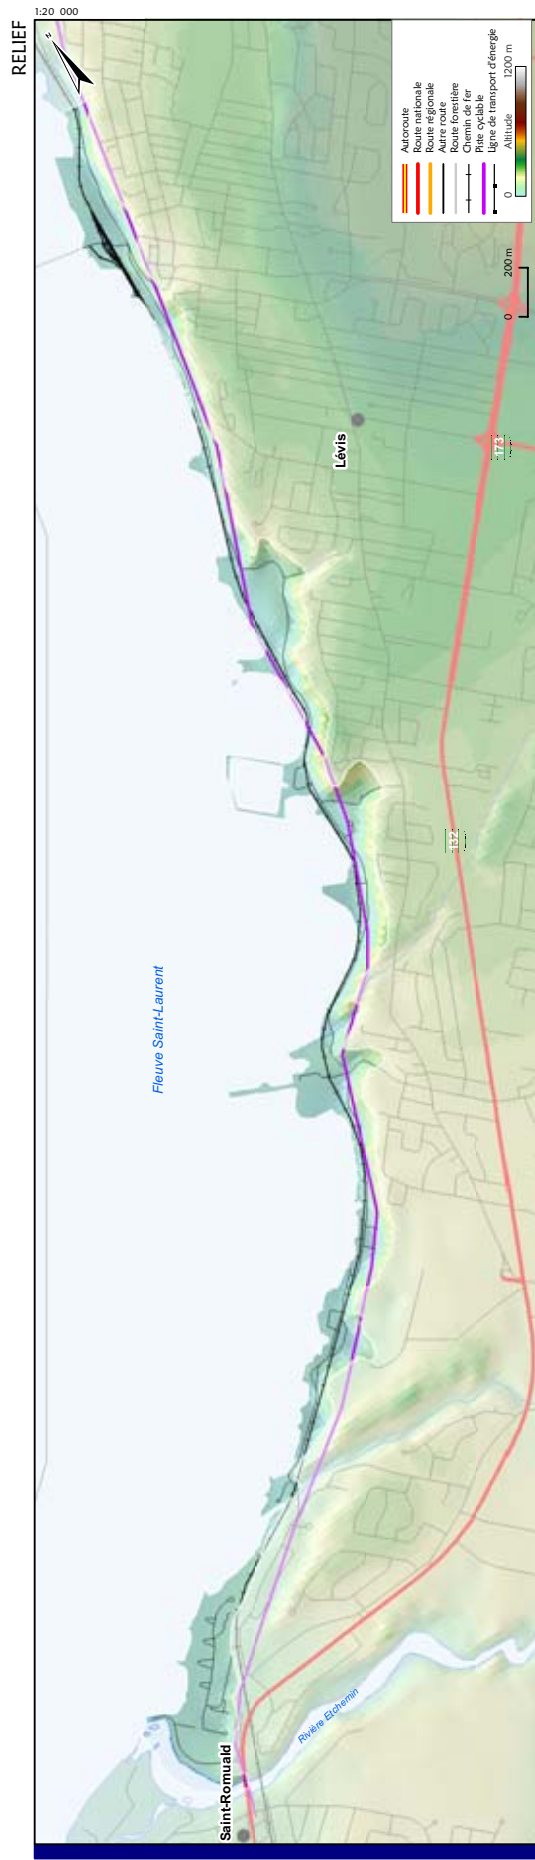 RELIEF
1:20 000
N
Autoroute
Route nationale
Route régionale
Autre route
Route forestière
Chemin de fer
Piste cyclable
Ligne de transport d'énergie
Altitude
0
1200 m
0
200 m
Lévis
173
132
Fleuve Saint-Laurent
Rivière Etchemin
Saint-Romuald